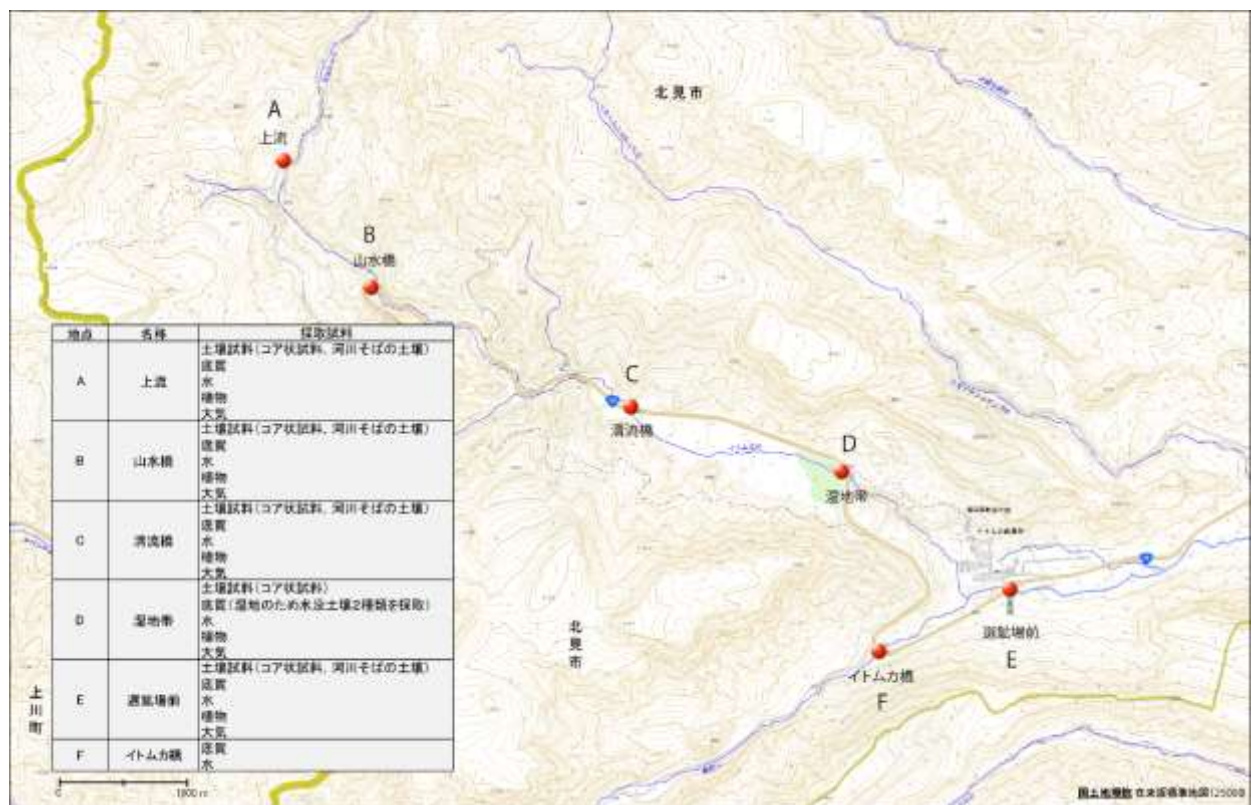 北見市
A
上流
B
山水橋
C
清流橋
D
湿地帯
選鉱場前
E
イトムカ橋
F
北見市
上川町
地点 名称 採取試料
A 上流 土壌試料(コア状試料、河川そばの土壌)
底質
水
植物
大気
B 山水橋 土壌試料(コア状試料、河川そばの土壌)
底質
水
植物
大気
C 清流橋 土壌試料(コア状試料、河川そばの土壌)
底質
水
植物
大気
D 湿地帯 土壌試料(コア状試料)
底質(湿地のため水没土壌2種類を採取)
水
植物
大気
E 選鉱場前 土壌試料(コア状試料、河川そばの土壌)
底質
水
植物
大気
F イトムカ橋 底質
水
0 1000 m
国土地理院